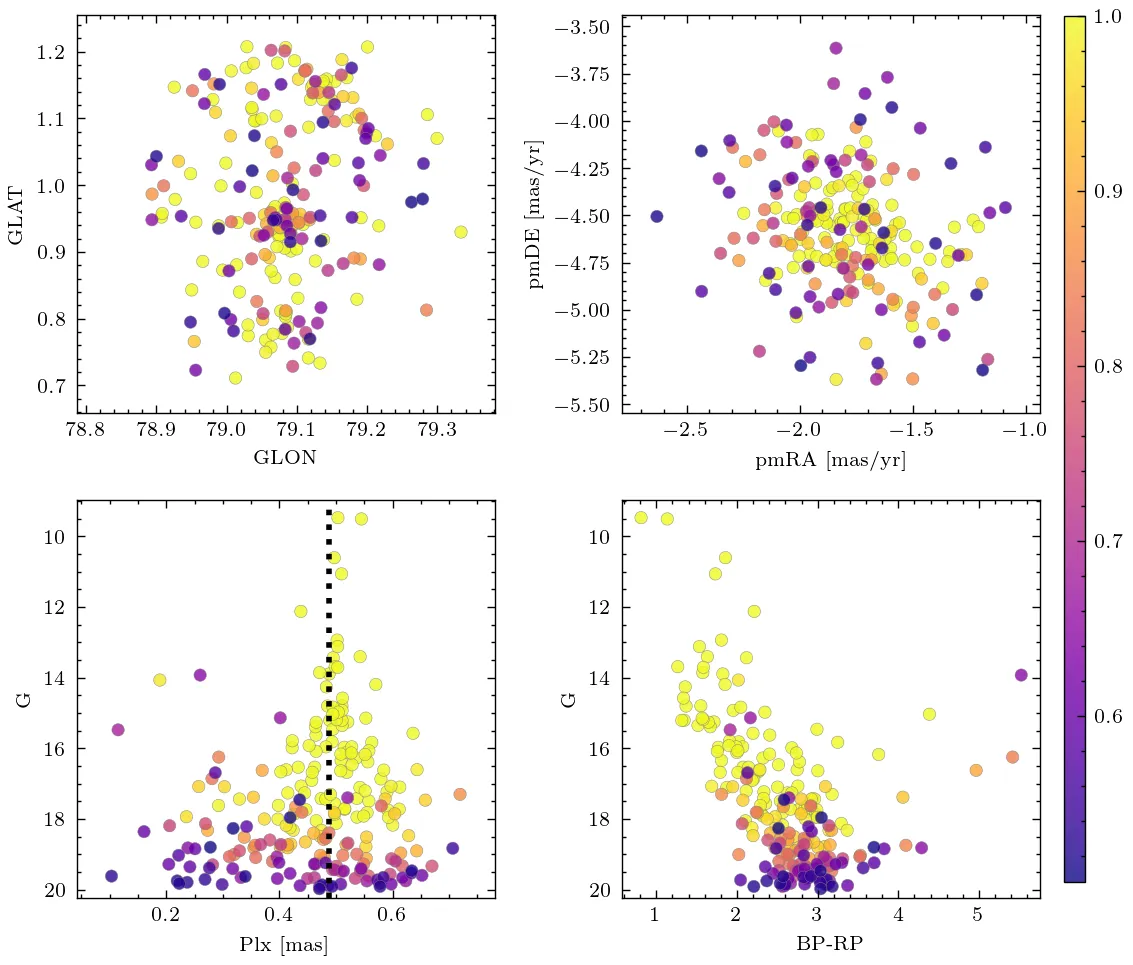 1.2
1.1
1.0
0.9
0.8
0.7
GLAT
78.8 78.9 79.0 79.1 79.2 79.3
GLON
−3.50
−3.75
−4.00
−4.25
−4.50
−4.75
−5.00
−5.25
−5.50
pmDE [mas/yr]
−2.5 −2.0 −1.5 −1.0
pmRA [mas/yr]
10
12
14
16
18
20
G
0.2 0.4 0.6
Plx [mas]
10
12
14
16
18
20
G
1 2 3 4 5
BP-RP
1.0
0.9
0.8
0.7
0.6